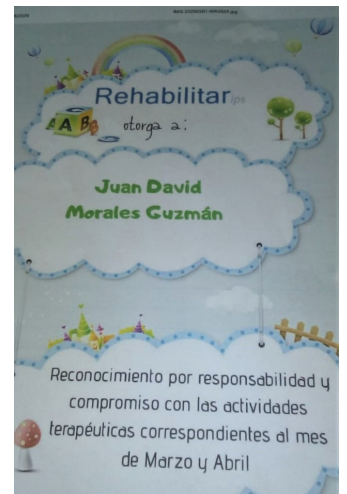 Rehabilitar ips
otorga a:
A B
Juan David
Morales Guzmán
Reconocimiento por responsabilidad y
compromiso con las actividades
terapéuticas correspondientes al mes
de Marzo y Abril